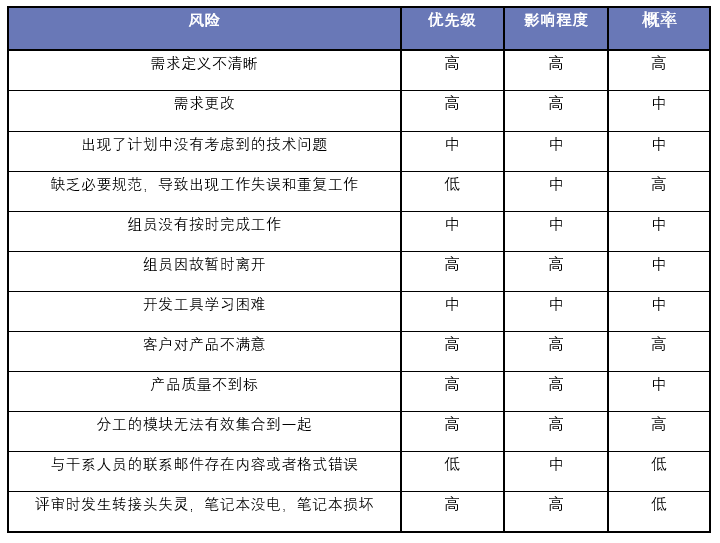 风险 优先级 影响程度 概率
需求定义不清晰 高 高 高
需求更改 高 高 中
出现了计划中没有考虑到的技术问题 中 中 中
缺乏必要规范，导致出现工作失误和重复工作 低 中 高
组员没有按时完成工作 中 中 中
组员因故暂时离开 高 高 中
开发工具学习困难 中 中 中
客户对产品不满意 高 高 高
产品质量不到标 高 高 中
分工的模块无法有效集合到一起 高 高 高
与干系人员的联系邮件存在内容或者格式错误 低 中 低
评审时发生转接头失灵，笔记本没电，笔记本损坏 高 高 低